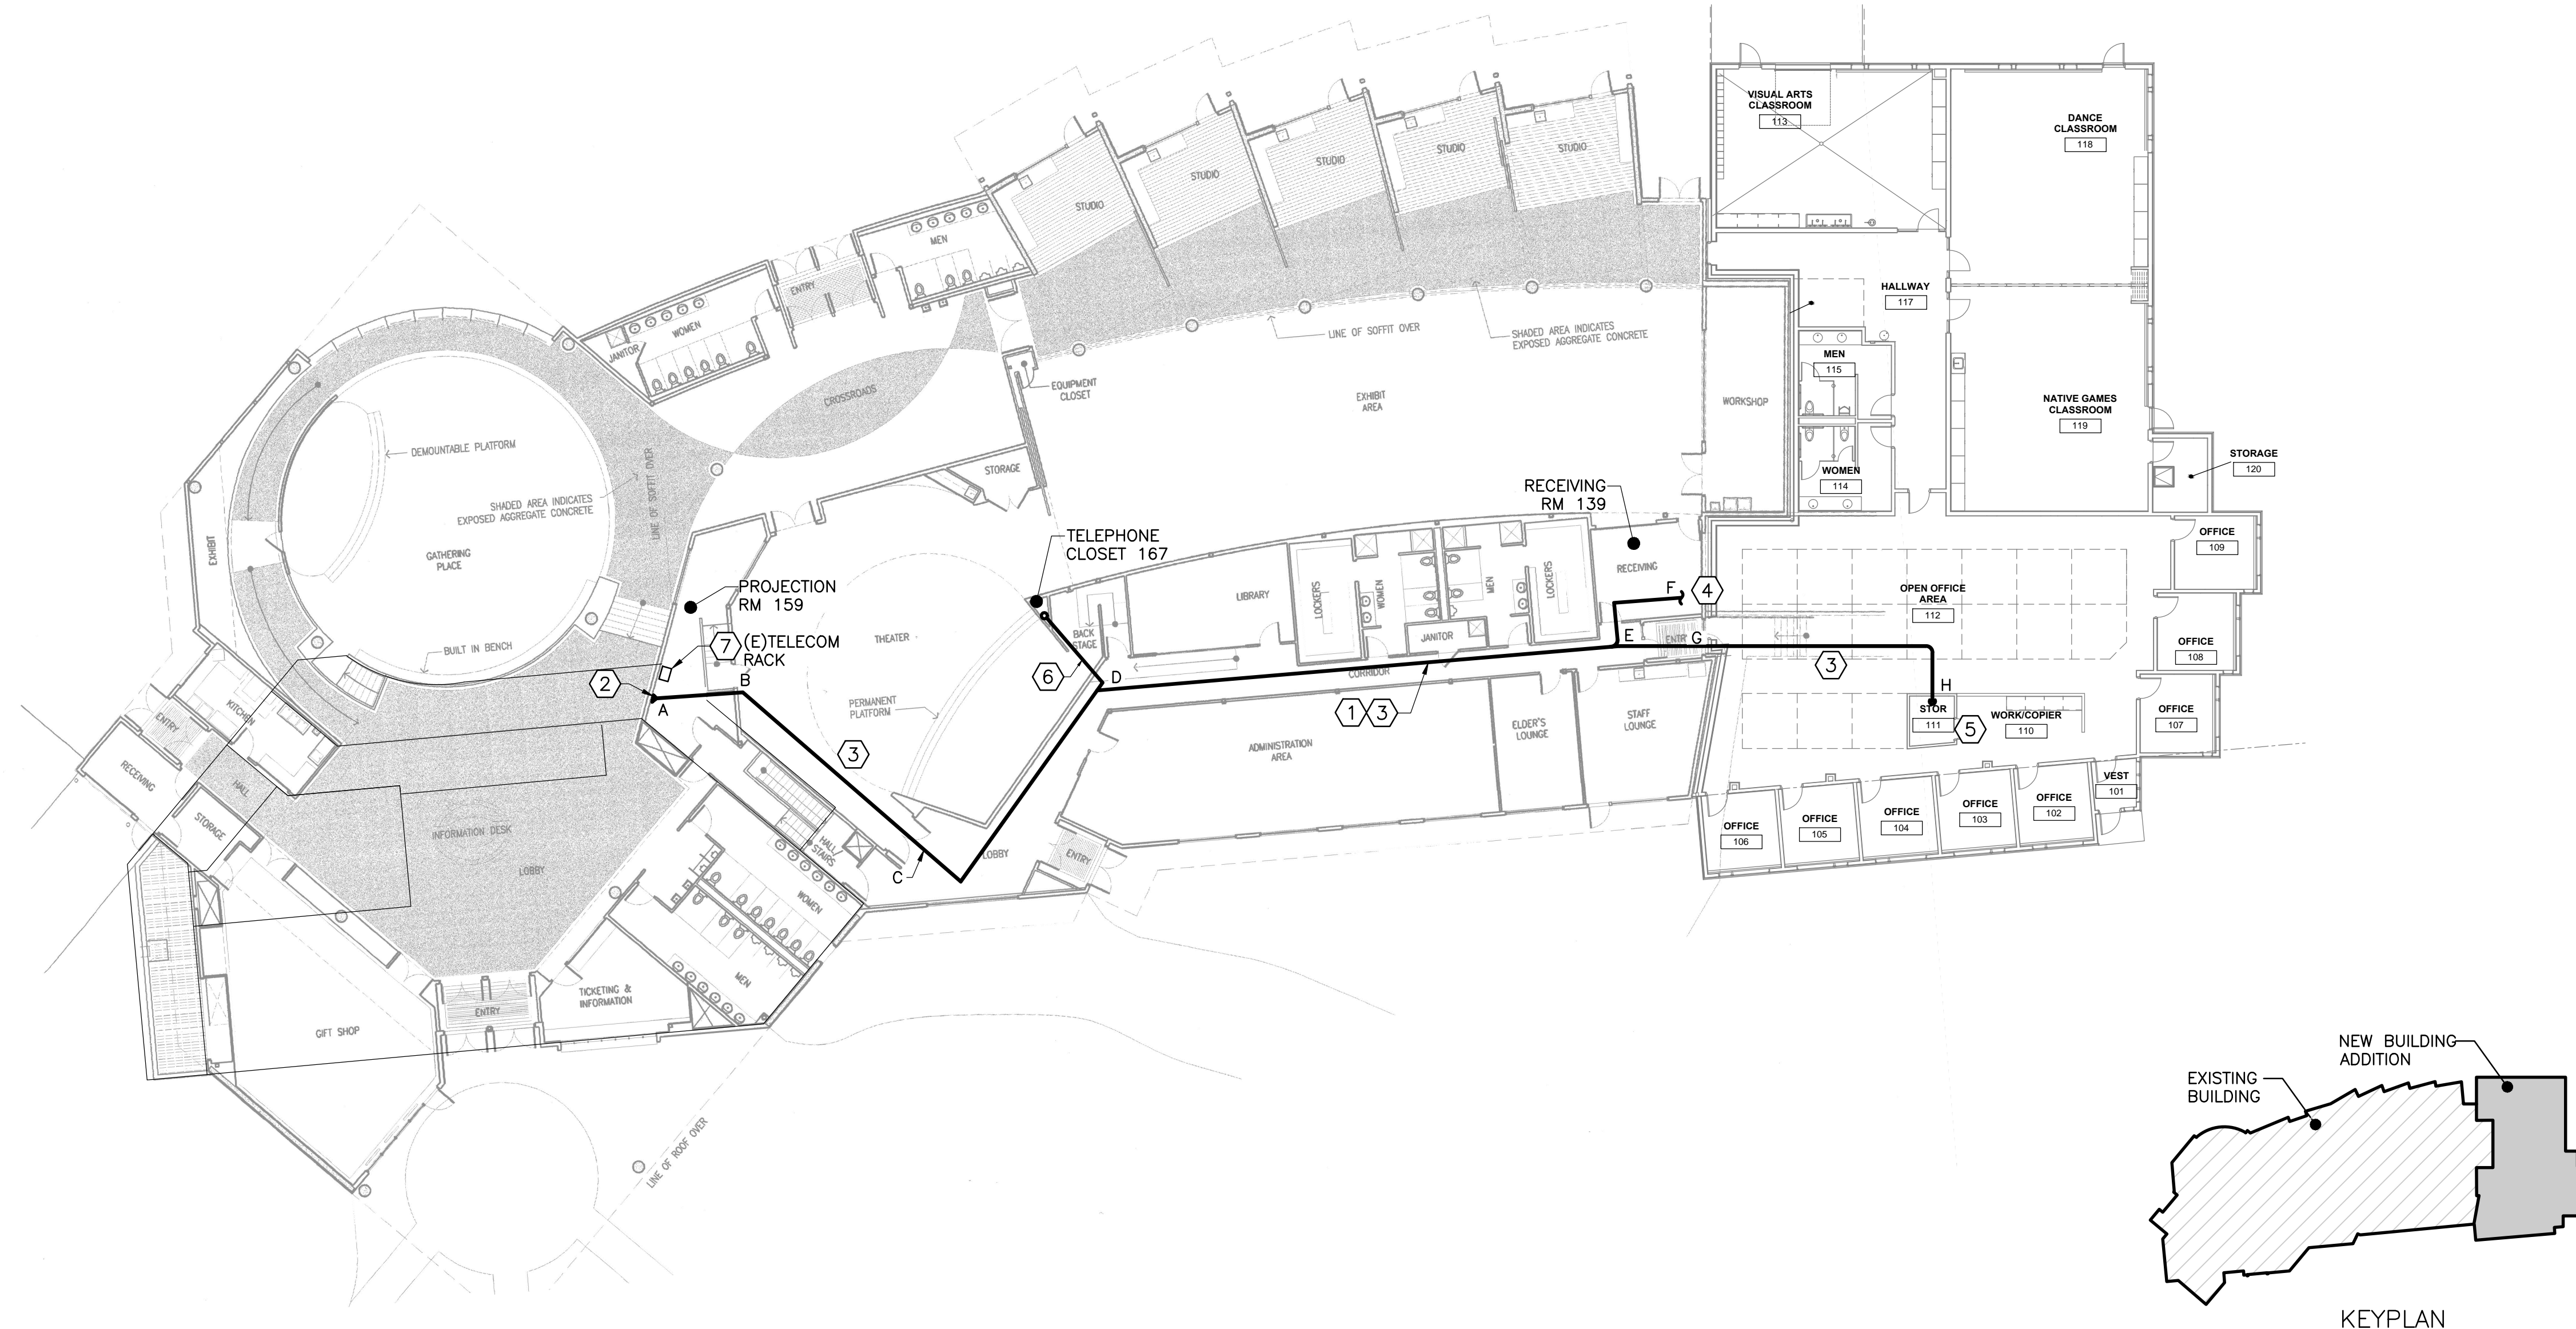 VISUAL ARTS
CLASSROOM
113
DANCE
CLASSROOM
118
STUDIO
STUDIO
STUDIO
STUDIO
STUDIO
MEN
ENTRY
WOMEN
JANITOR
HALLWAY
117
LINE OF SOFFIT OVER
SHADED AREA INDICATES
EXPOSED AGGREGATE CONCRETE
MEN
115
EQUIPMENT
CLOSET
CROSSROADS
EXHIBIT
AREA
WORKSHOP
NATIVE GAMES
CLASSROOM
119
DEMOUNTABLE PLATFORM
STORAGE
120
WOMEN
114
STORAGE
LINE OF SOFFIT OVER
SHADED AREA INDICATES
EXPOSED AGGREGATE CONCRETE
RECEIVING
RM 139
OFFICE
109
TELEPHONE
CLOSET 167
EXHIBIT
GATHERING
PLACE
RECEIVING
PROJECTION
RM 159
LIBRARY
LOCKERS
WOMEN
MEN
LOCKERS
F
4
OPEN OFFICE
AREA
112
THEATER
BACK
STAGE
JANITOR
E
ENTRY
G
BUILT IN BENCH
7
(E)TELECOM
RACK
OFFICE
108
2
A
B
6
D
CORRIDOR
3
H
KITCHEN
PERMANENT
PLATFORM
1
3
STOR
111
5
WORK/COPIER
110
OFFICE
107
ENTRY
ELDER'S
LOUNGE
STAFF
LOUNGE
ADMINISTRATION
AREA
3
RECEIVING
HALL
VEST
101
STORAGE
INFORMATION DESK
OFFICE
106
OFFICE
105
OFFICE
104
OFFICE
103
OFFICE
102
HALL/
STAIRS
LOBBY
ENTRY
LOBBY
C
WOMEN
MEN
TICKETING &
INFORMATION
ENTRY
GIFT SHOP
LINE OF ROOF OVER
NEW BUILDING
ADDITION
EXISTING
BUILDING
KEYPLAN